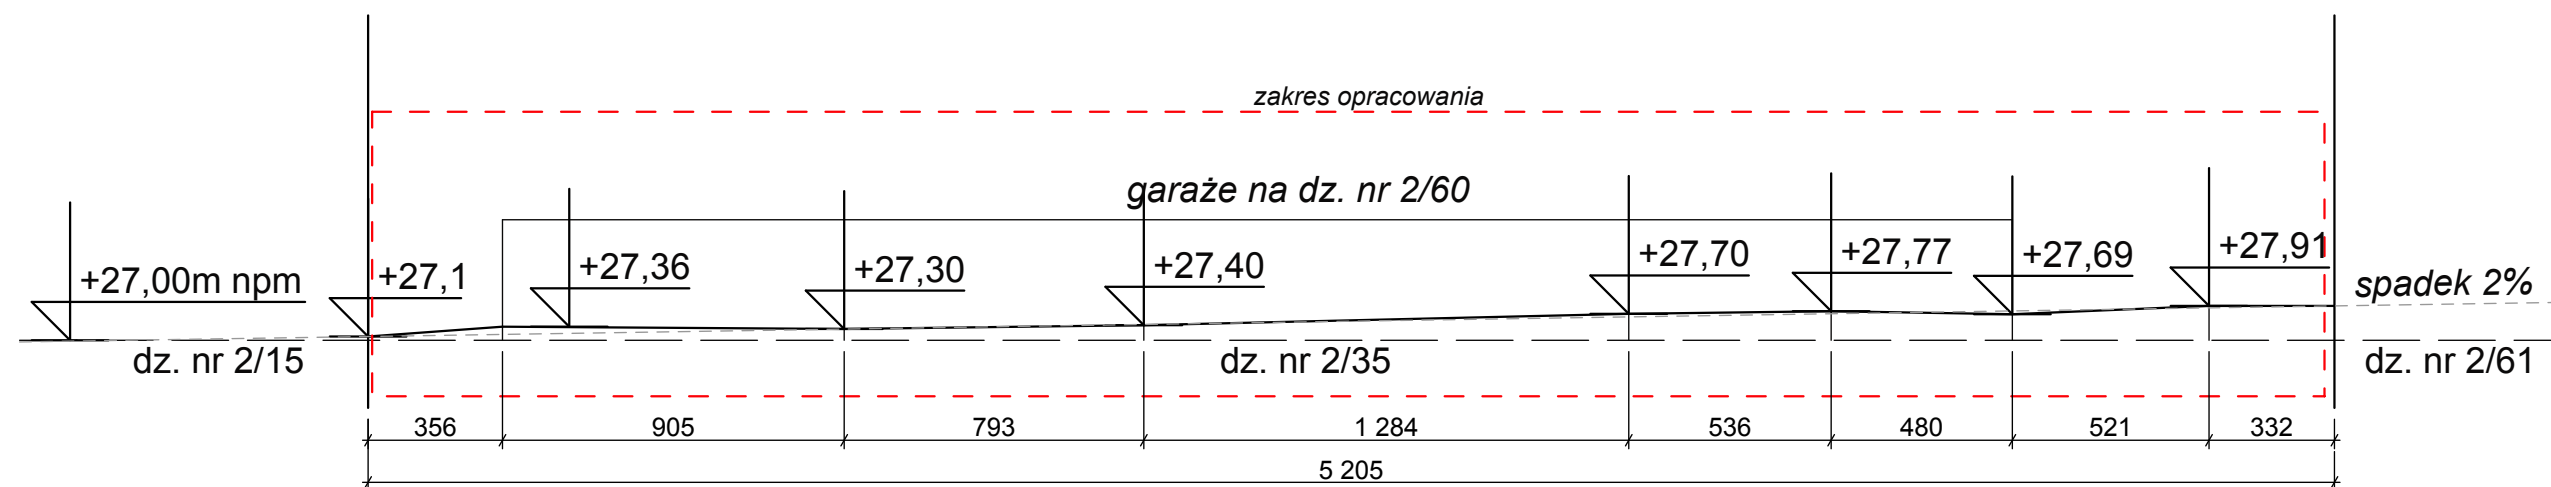 zakres opracowania
garaże na dz. nr 2/60
+27,00m npm
+27,1
+27,36
+27,30
+27,40
+27,70
+27,77
+27,69
+27,91
spadek 2%
dz. nr 2/15
dz. nr 2/35
dz. nr 2/61
356
905
793
1 284
536
480
521
332
5 205